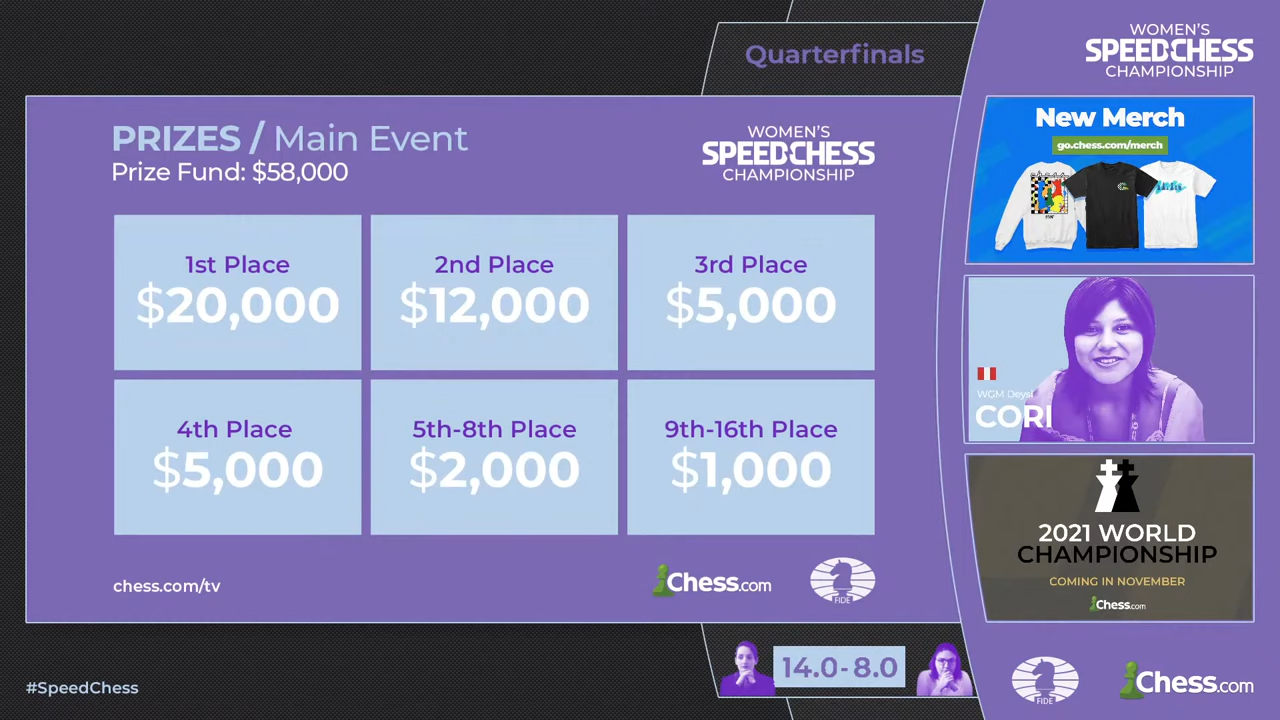 Quarterfinals
PRIZES / Main Event
Prize Fund: $58,000
WOMEN'S
SPEEDCHESS
CHAMPIONSHIP
1st Place
$20,000
2nd Place
$12,000
3rd Place
$5,000
4th Place
$5,000
5th-8th Place
$2,000
9th-16th Place
$1,000
chess.com/tv
Chess.com
FIDE
#SpeedChess
14.0-8.0
WOMEN'S
SPEEDCHESS
CHAMPIONSHIP
New Merch
go.chess.com/merch
WGM Deysi
CORI
2021 WORLD
CHAMPIONSHIP
COMING IN NOVEMBER
Chess.com
FIDE
Chess.com